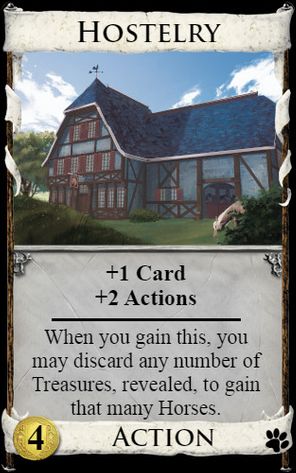 HOSTELRY
+1 Card
+2 Actions
When you gain this, you
may discard any number of
Treasures, revealed, to gain
that many Horses.
4
ACTION